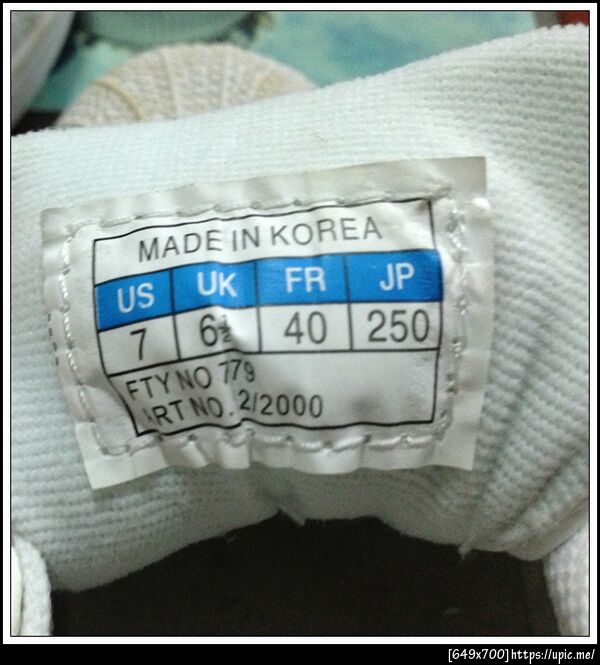 MADE IN KOREA
US UK FR JP
7 6½ 40 250
FTY NO 779
ART NO. 2/2000
[649x700]https://upic.me/